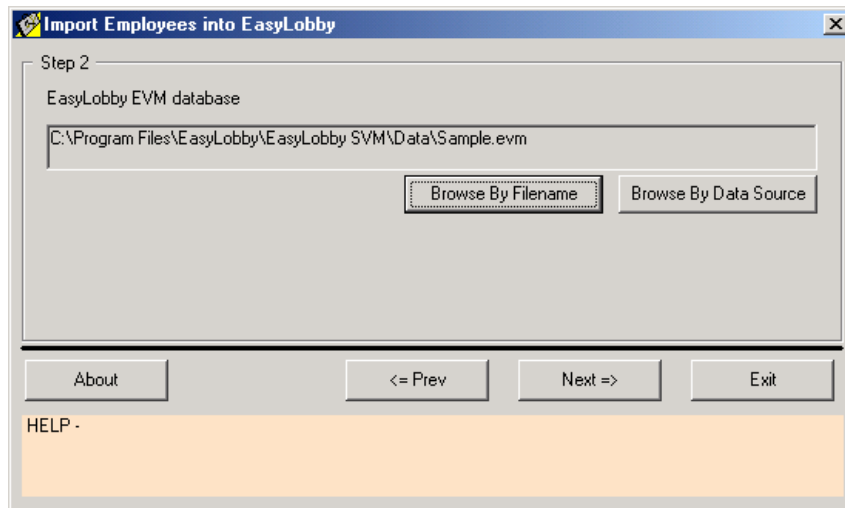 Import Employees into EasyLobby
Step 2
EasyLobby EVM database
C:\Program Files\EasyLobby\EasyLobby SVM\Data\Sample.evm
Browse By Filename
Browse By Data Source
About
<= Prev
Next =>
Exit
HELP -